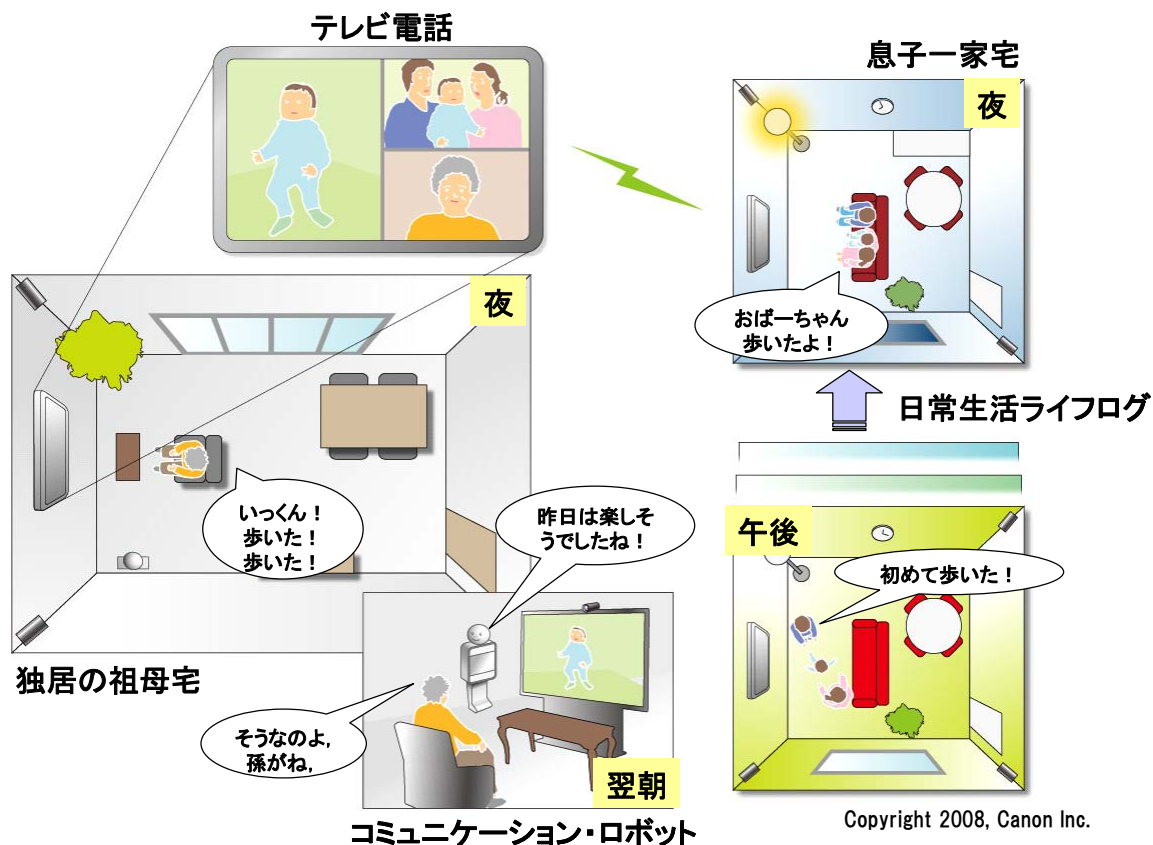 テレビ電話
息子一家宅
夜
おばーちゃん
歩いたよ！
夜
日常生活ライフログ
いっくん！
歩いた！
歩いた！
昨日は楽しそ
うでしたね！
午後
初めて歩いた！
独居の祖母宅
そうなのよ，
孫がね，
翌朝
コミュニケーション・ロボット
Copyright 2008, Canon Inc.